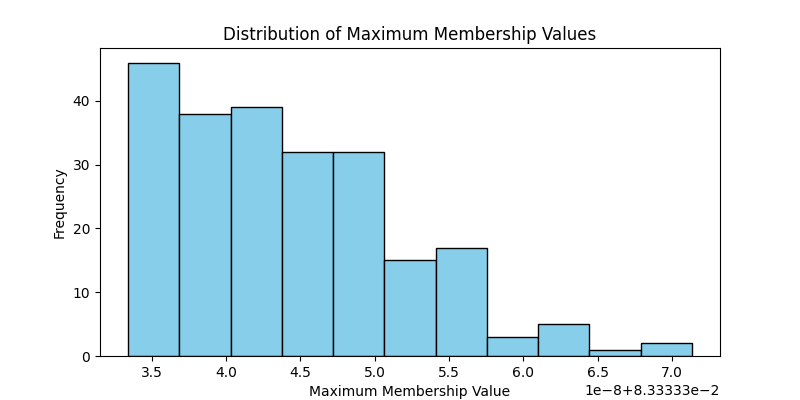 Distribution of Maximum Membership Values
Frequency
40
30
20
10
0
3.5 4.0 4.5 5.0 5.5 6.0 6.5 7.0
Maximum Membership Value
1e−8+8.33333e−2